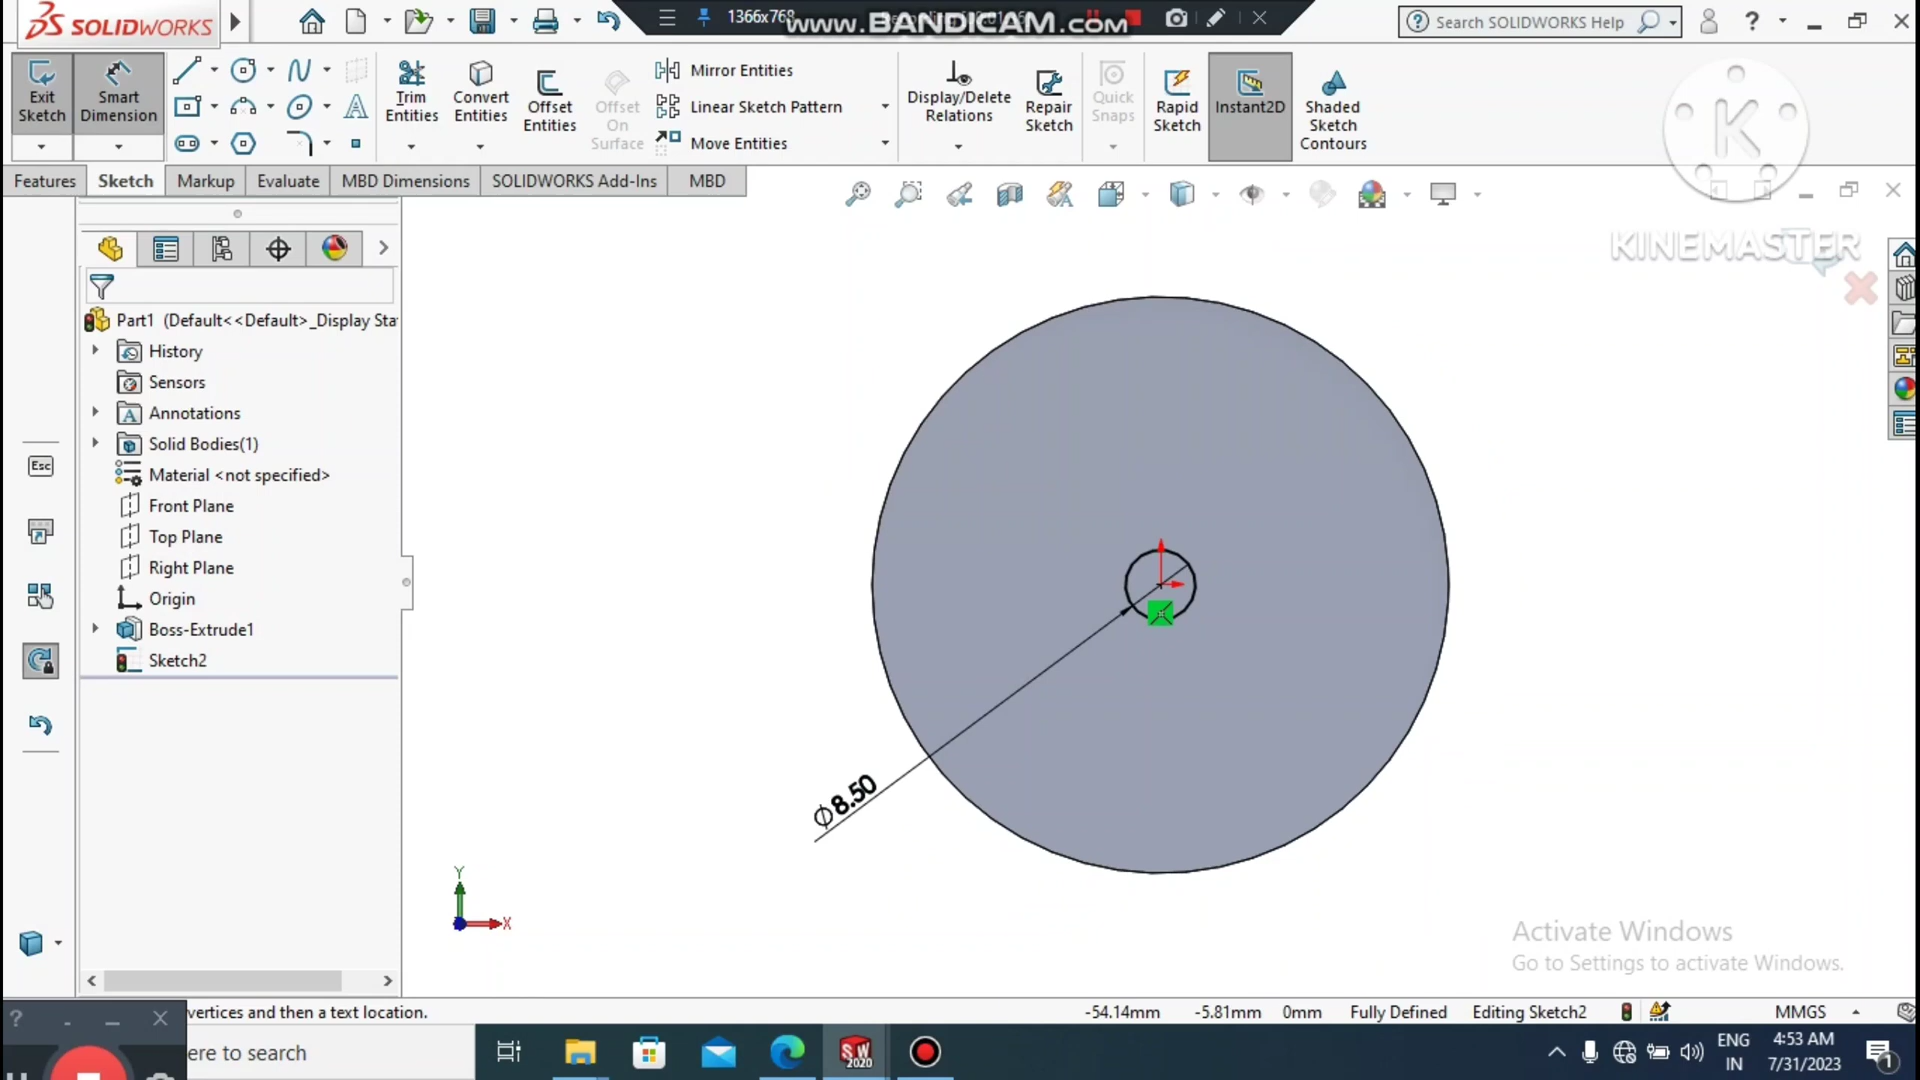 SOLIDWORKS
1366x768
www.BANDICAM.com
Search SOLIDWORKS Help
?
Exit Sketch
Smart Dimension
Trim Entities
Convert Entities
Offset Entities
Offset On Surface
Mirror Entities
Linear Sketch Pattern
Move Entities
Display/Delete Relations
Repair Sketch
Quick Snaps
Rapid Sketch
Instant2D
Shaded Sketch Contours
K
KINEMASTER
Features
Sketch
Markup
Evaluate
MBD Dimensions
SOLIDWORKS Add-Ins
MBD
Part1 (Default<<Default>_Display Sta
History
Sensors
Annotations
Solid Bodies(1)
Material <not specified>
Front Plane
Top Plane
Right Plane
Origin
Boss-Extrude1
Sketch2
Esc
Φ8.50
Y
X
Activate Windows
Go to Settings to activate Windows.
vertices and then a text location.
-54.14mm
-5.81mm
0mm
Fully Defined
Editing Sketch2
MMGS
ere to search
SW
2020
ENG
IN
4:53 AM
7/31/2023
1